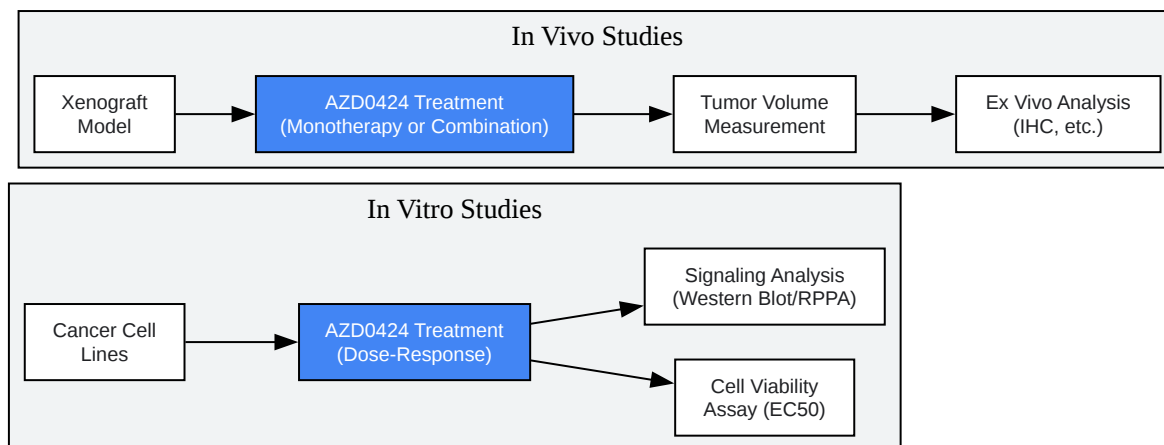 In Vivo Studies
Xenograft
Model
AZD0424 Treatment
(Monotherapy or Combination)
Tumor Volume
Measurement
Ex Vivo Analysis
(IHC, etc.)
In Vitro Studies
Cancer Cell
Lines
AZD0424 Treatment
(Dose-Response)
Signaling Analysis
(Western Blot/RPPA)
Cell Viability
Assay (EC50)